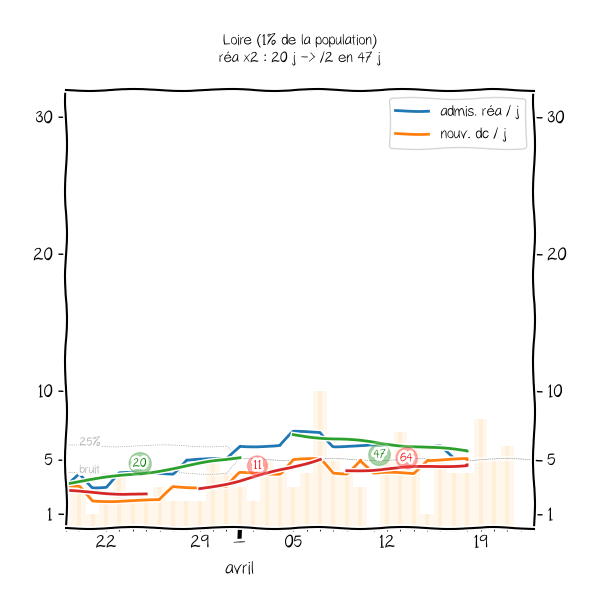 Loire (1% de la population)
réa x2 : 20 j -> /2 en 47 j
admis. réa / j
nouv. dc / j
30 30
20 20
10 10
25%
5 5
bruit
20 11 47 64
1 1
22 29 1 05 12 19
avril